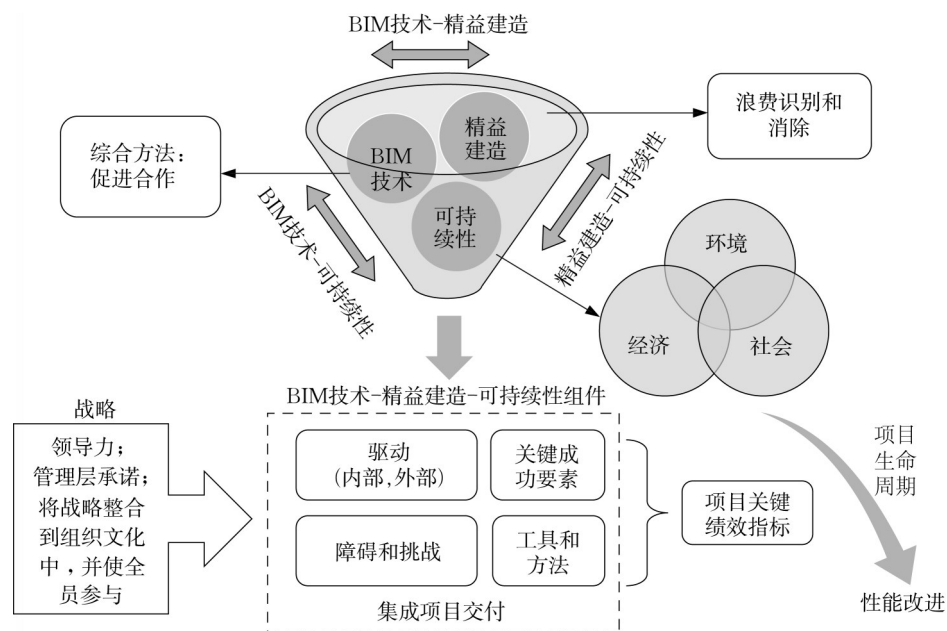 BIM技术-精益建造
浪费识别和
消除
综合方法:
促进合作
精益
建造
BIM
技术
可持
续性
BIM技术-可持续性
精益建造-可持续性
环境
经济
社会
BIM技术-精益建造-可持续性组件
战略
领导力;
管理层承诺;
将战略整合
到组织文化
中,并使全
员参与
驱动
(内部,外部)
关键成
功要素
障碍和挑战
工具和
方法
集成项目交付
项目关键
绩效指标
项目
生命
周期
性能改进